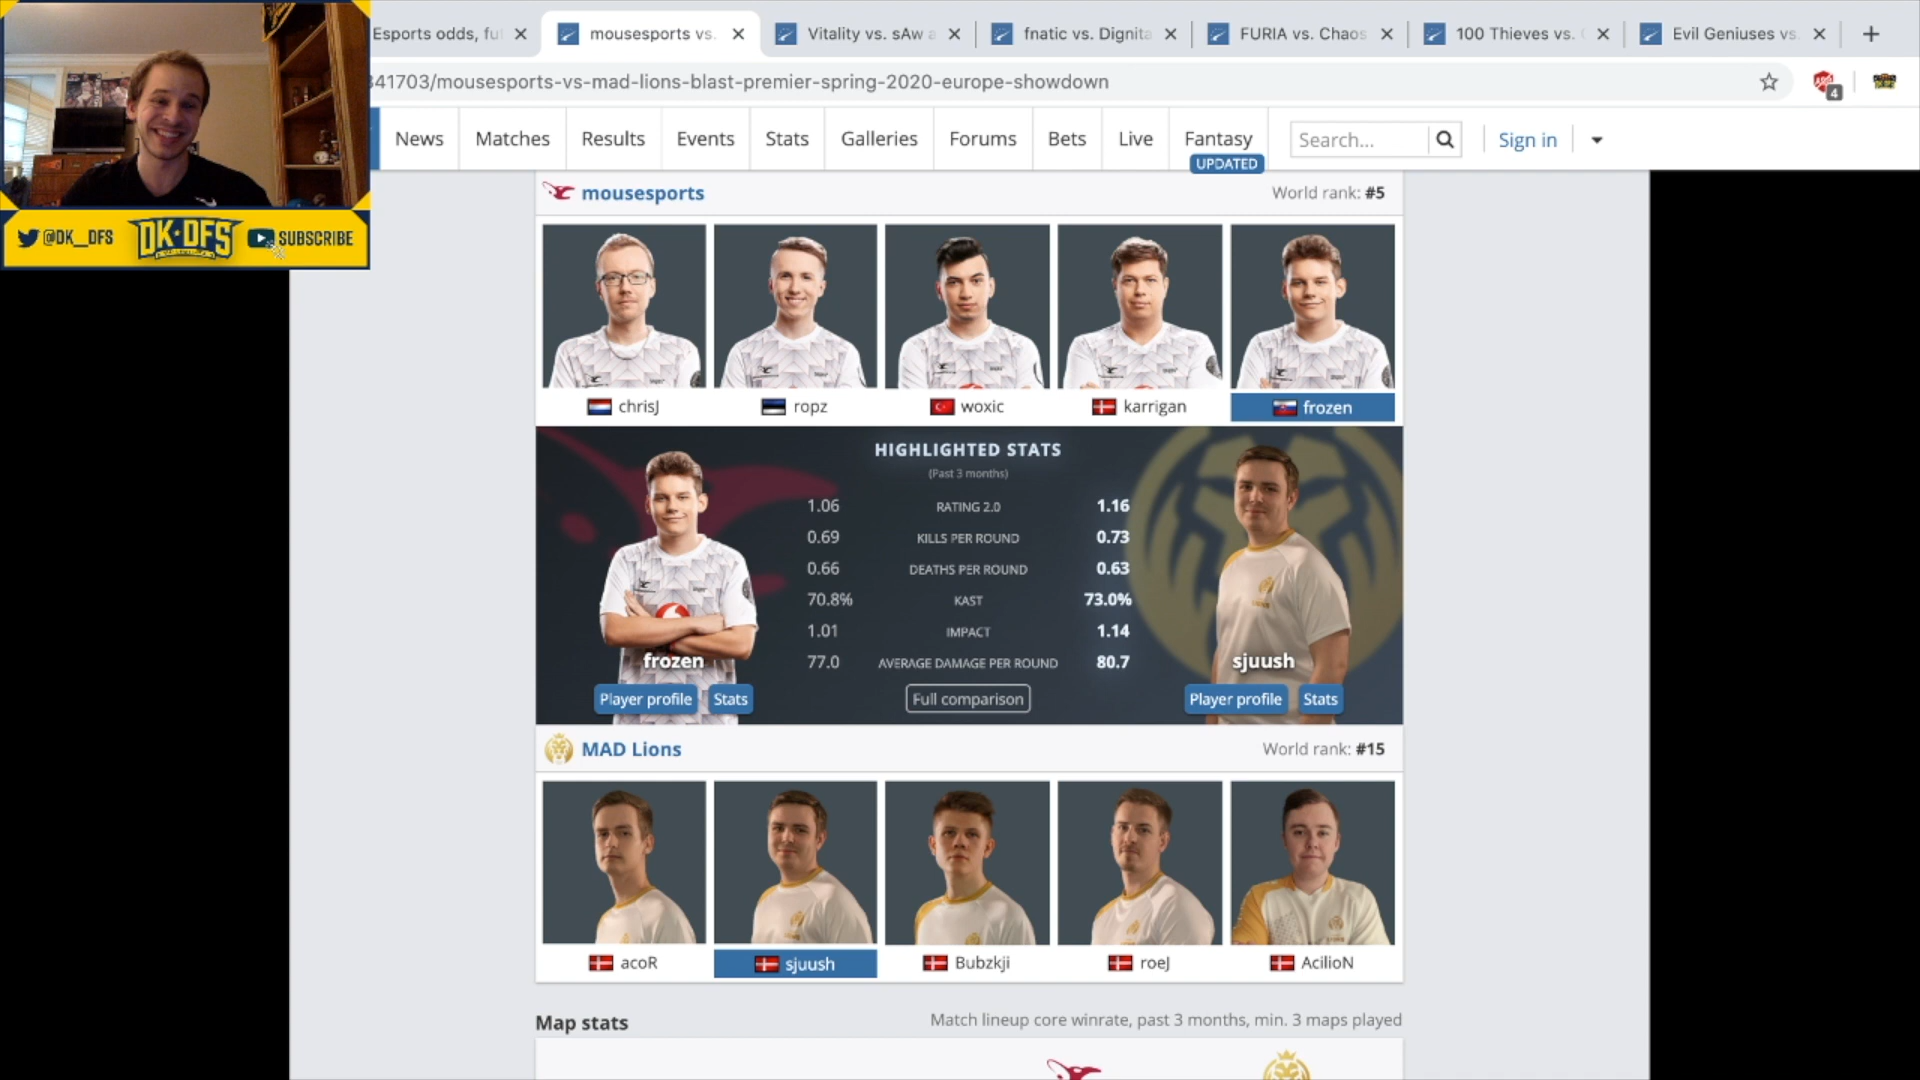 Esports odds, fu
mousesports vs.
Vitality vs. sAw a
fnatic vs. Dignita
FURIA vs. Chaos
100 Thieves vs.
Evil Geniuses vs.
341703/mousesports-vs-mad-lions-blast-premier-spring-2020-europe-showdown
4
News
Matches
Results
Events
Stats
Galleries
Forums
Bets
Live
Fantasy
UPDATED
Search...
Sign in
@DK__DFS
DK DFS
SUBSCRIBE
mousesports
World rank: #5
chrisJ
ropz
woxic
karrigan
frozen
HIGHLIGHTED STATS
(Past 3 months)
1.06 RATING 2.0 1.16
0.69 KILLS PER ROUND 0.73
0.66 DEATHS PER ROUND 0.63
70.8% KAST 73.0%
1.01 IMPACT 1.14
77.0 AVERAGE DAMAGE PER ROUND 80.7
frozen
sjuush
Player profile
Stats
Full comparison
Player profile
Stats
MAD Lions
World rank: #15
acoR
sjuush
Bubzkji
roeJ
AcilioN
Map stats
Match lineup core winrate, past 3 months, min. 3 maps played